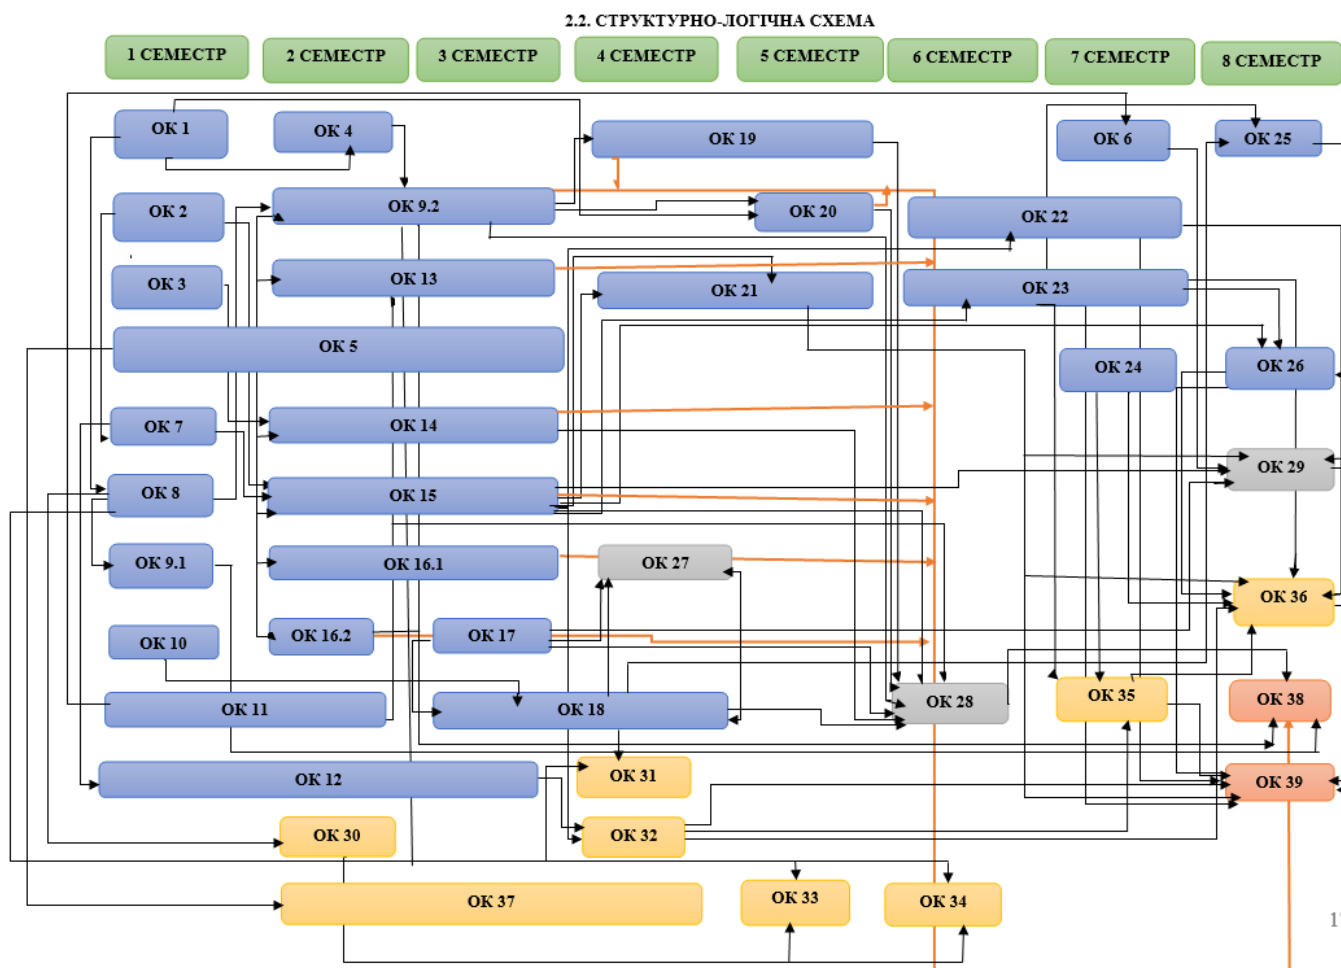 2.2. СТРУКТУРНО-ЛОГІЧНА СХЕМА
1 СЕМЕСТР
2 СЕМЕСТР
3 СЕМЕСТР
4 СЕМЕСТР
5 СЕМЕСТР
6 СЕМЕСТР
7 СЕМЕСТР
8 СЕМЕСТР
ОК 1
ОК 4
ОК 19
ОК 6
ОК 25
ОК 2
ОК 9.2
ОК 20
ОК 22
ОК 3
ОК 13
ОК 21
ОК 23
ОК 5
ОК 24
ОК 26
ОК 7
ОК 14
ОК 29
ОК 8
ОК 15
ОК 9.1
ОК 16.1
ОК 27
ОК 36
ОК 10
ОК 16.2
ОК 17
ОК 11
ОК 18
ОК 28
ОК 35
ОК 38
ОК 12
ОК 31
ОК 39
ОК 30
ОК 32
ОК 37
ОК 33
ОК 34